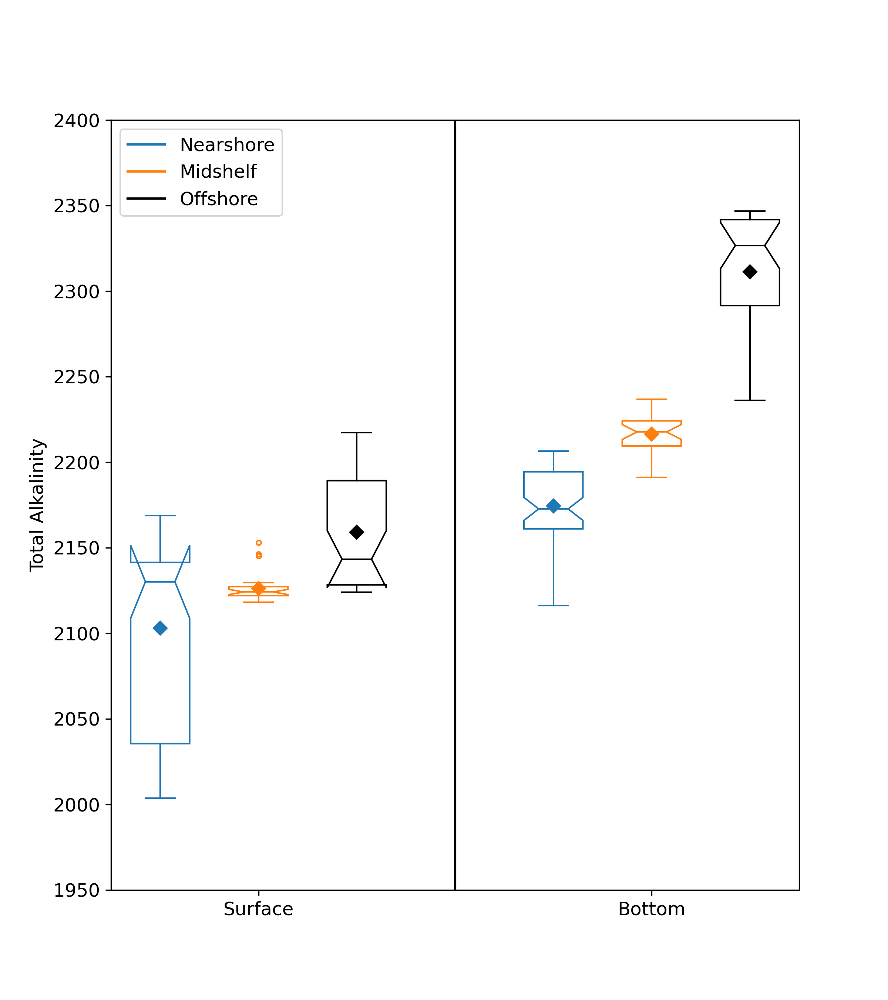 2400
2350
2300
2250
2200
2150
2100
2050
2000
1950
Total Alkalinity
Nearshore
Midshelf
Offshore
Surface
Bottom